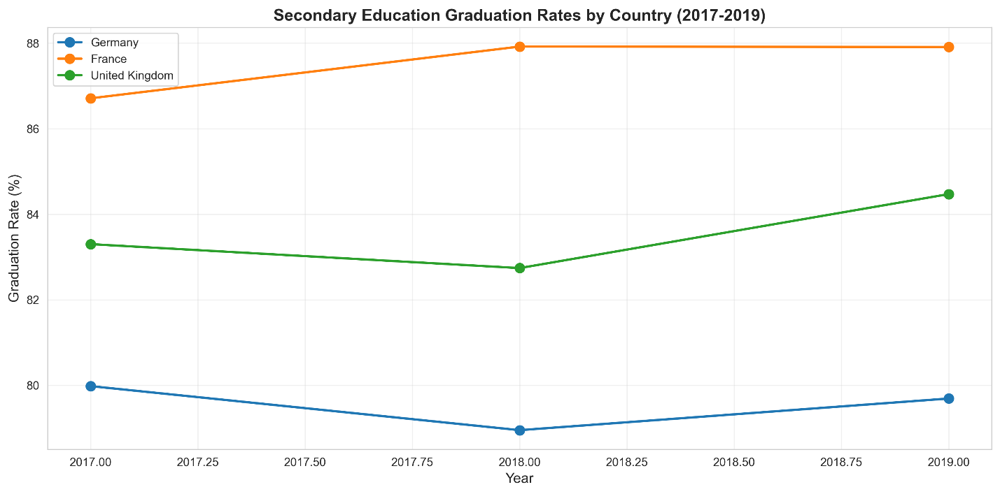 Secondary Education Graduation Rates by Country (2017-2019)
Germany
France
United Kingdom
88
86
84
82
80
Graduation Rate (%)
2017.00 2017.25 2017.50 2017.75 2018.00 2018.25 2018.50 2018.75 2019.00
Year